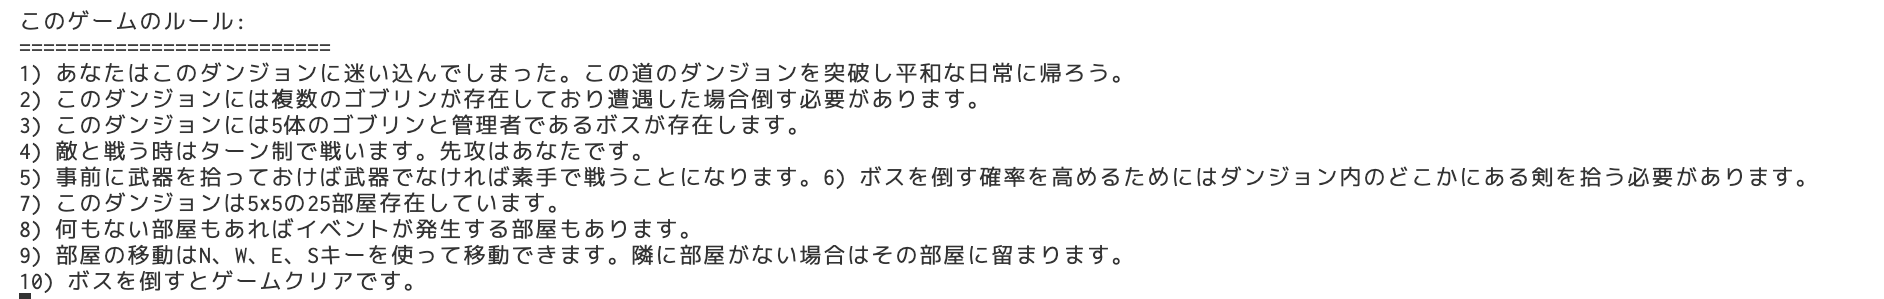 このゲームのルール:
==========================
1) あなたはこのダンジョンに迷い込んでしまった。この道のダンジョンを突破し平和な日常に帰ろう。
2) このダンジョンには複数のゴブリンが存在しており遭遇した場合倒す必要があります。
3) このダンジョンには5体のゴブリンと管理者であるボスが存在します。
4) 敵と戦う時はターン制で戦います。先攻はあなたです。
5) 事前に武器を拾っておけば武器でなければ素手で戦うことになります。6) ボスを倒す確率を高めるためにはダンジョン内のどこかにある剣を拾う必要があります。
7) このダンジョンは5x5の25部屋存在しています。
8) 何もない部屋もあればイベントが発生する部屋もあります。
9) 部屋の移動はN、W、E、Sキーを使って移動できます。隣に部屋がない場合はその部屋に留まります。
10) ボスを倒すとゲームクリアです。